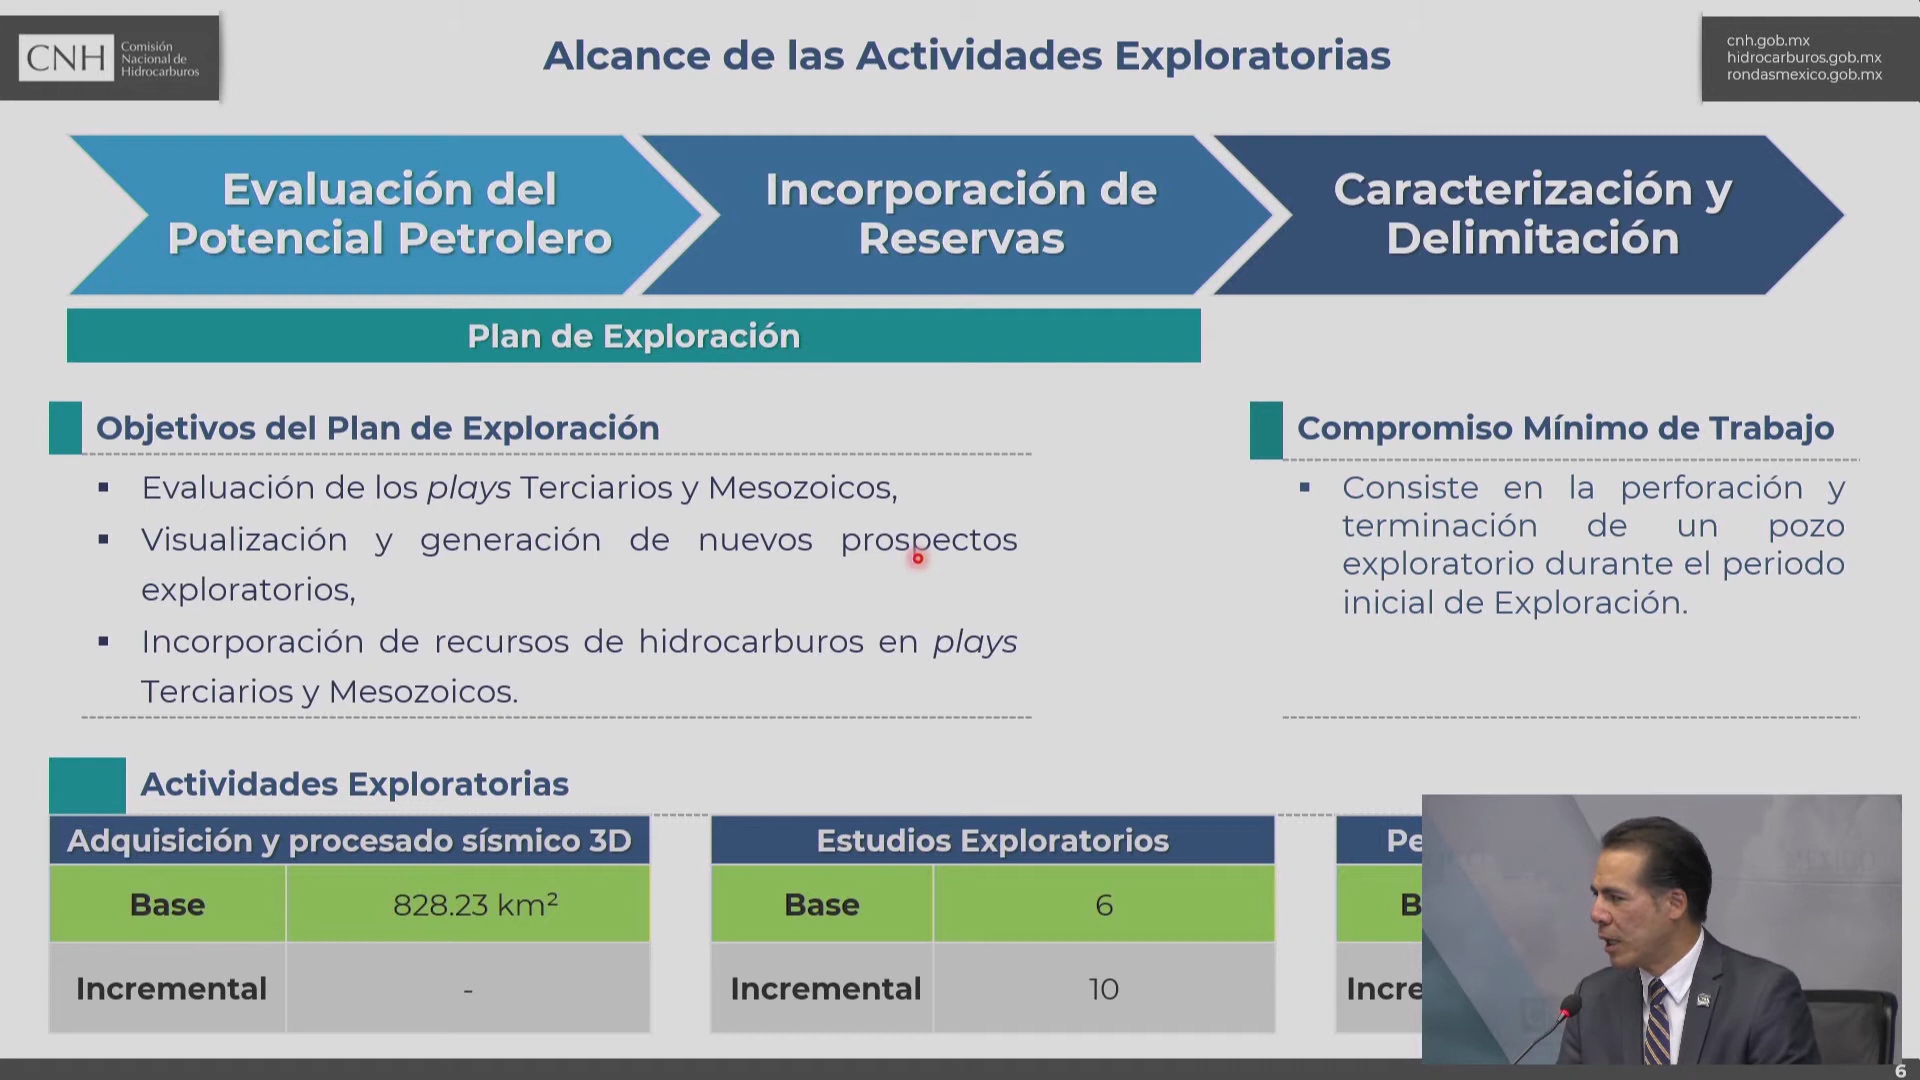 CNH
Comisión
Nacional de
Hidrocarburos
Alcance de las Actividades Exploratorias
cnh.gob.mx
hidrocarburos.gob.mx
rondasmexico.gob.mx
Evaluación del
Potencial Petrolero
Incorporación de
Reservas
Caracterización y
Delimitación
Plan de Exploración
Objetivos del Plan de Exploración
▪ Evaluación de los plays Terciarios y Mesozoicos,
▪ Visualización y generación de nuevos prospectos
exploratorios,
▪ Incorporación de recursos de hidrocarburos en plays
Terciarios y Mesozoicos.
Compromiso Mínimo de Trabajo
▪ Consiste en la perforación y
terminación de un pozo
exploratorio durante el periodo
inicial de Exploración.
Actividades Exploratorias
Adquisición y procesado sísmico 3D
Base 828.23 km²
Incremental -
Estudios Exploratorios
Base 6
Incremental 10
Pe
B
Incre
6